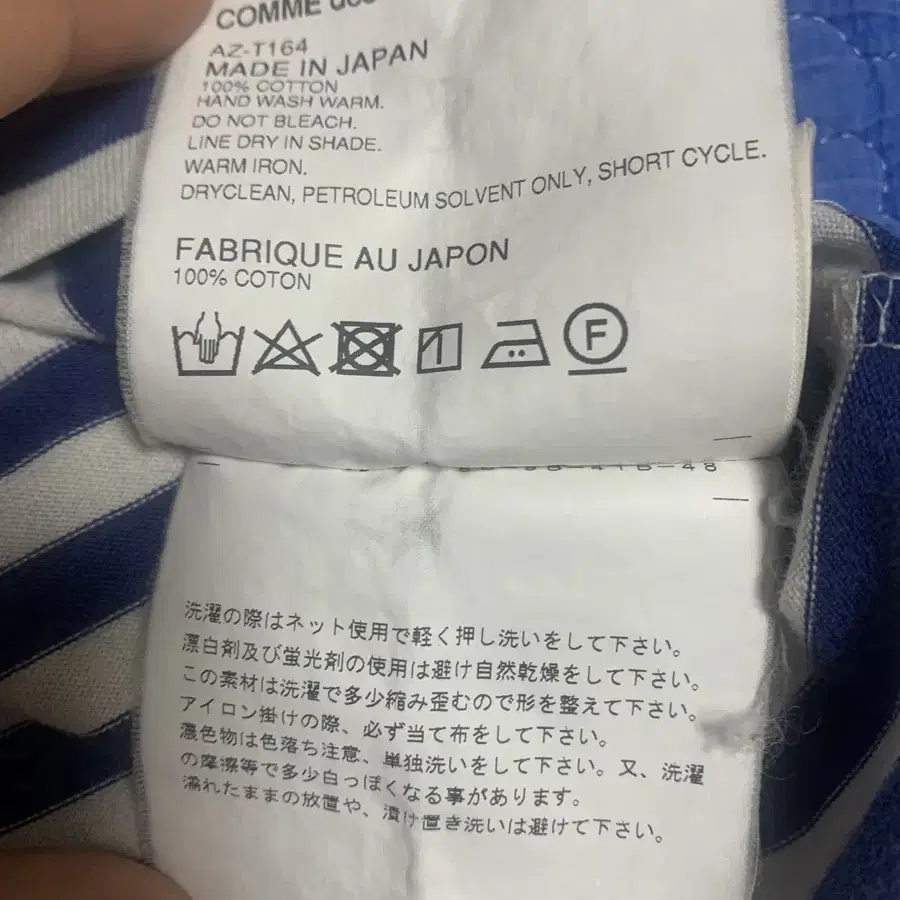 COMME des
AZ-T164
MADE IN JAPAN
100% COTTON
HAND WASH WARM.
DO NOT BLEACH.
LINE DRY IN SHADE.
WARM IRON.
DRYCLEAN, PETROLEUM SOLVENT ONLY, SHORT CYCLE.
FABRIQUE AU JAPON
100% COTON
F
洗濯の際はネット使用で軽く押し洗いをして下さい。
漂白剤及び蛍光剤の使用は避け自然乾燥をして下さい。
この素材は洗濯で多少縮み歪むので形を整えて下さい。
アイロン掛けの際、必ず当て布をして下さい。
濃色物は色落ち注意、単独洗いをして下さい。又、洗濯
の摩擦等で多少白っぽくなる事があります。
濡れたままの放置や、漬け置き洗いは避けて下さい。